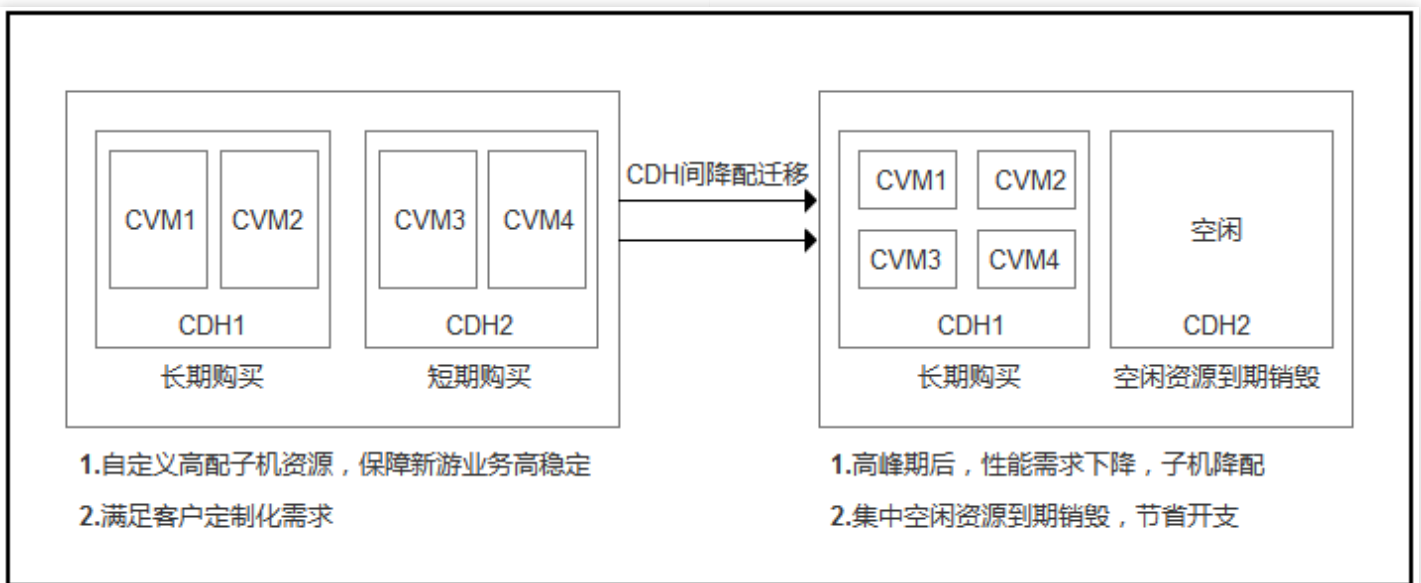 CVM1
CVM2
CDH1
长期购买
CVM3
CVM4
CDH2
短期购买
1.自定义高配子机资源，保障新游业务高稳定
2.满足客户定制化需求
CDH间降配迁移
CVM1
CVM2
CVM3
CVM4
CDH1
长期购买
空闲
CDH2
空闲资源到期销毁
1.高峰期后，性能需求下降，子机降配
2.集中空闲资源到期销毁，节省开支